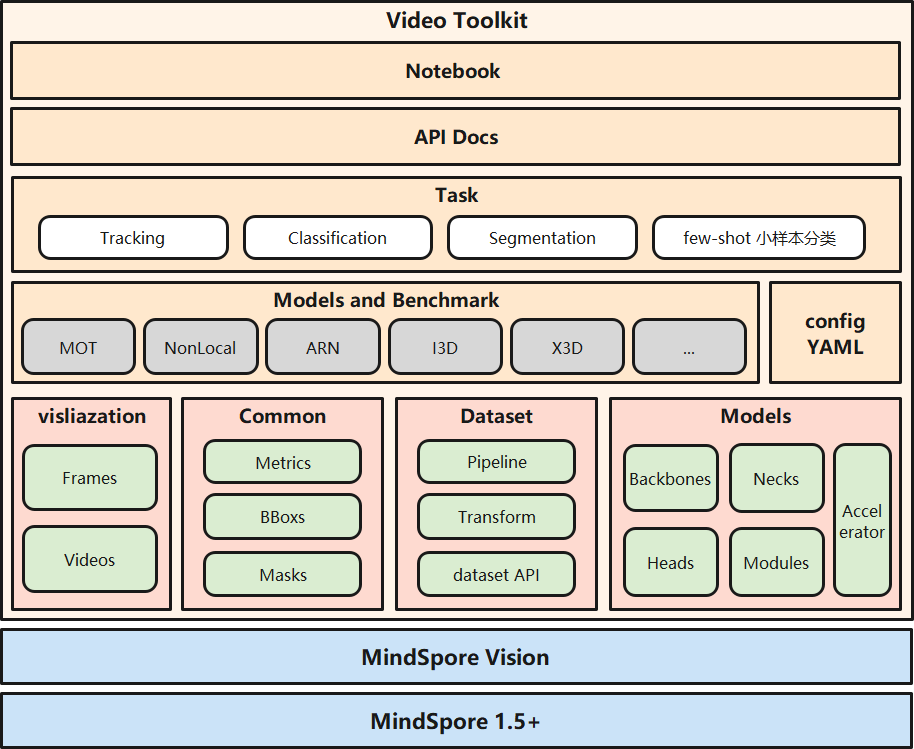 Video Toolkit
Notebook
API Docs
Task
Tracking
Classification
Segmentation
few-shot 小样本分类
Models and Benchmark
MOT
NonLocal
ARN
I3D
X3D
...
config
YAML
visliazation
Frames
Videos
Common
Metrics
BBoxs
Masks
Dataset
Pipeline
Transform
dataset API
Models
Backbones
Necks
Heads
Modules
Accel
erator
MindSpore Vision
MindSpore 1.5+